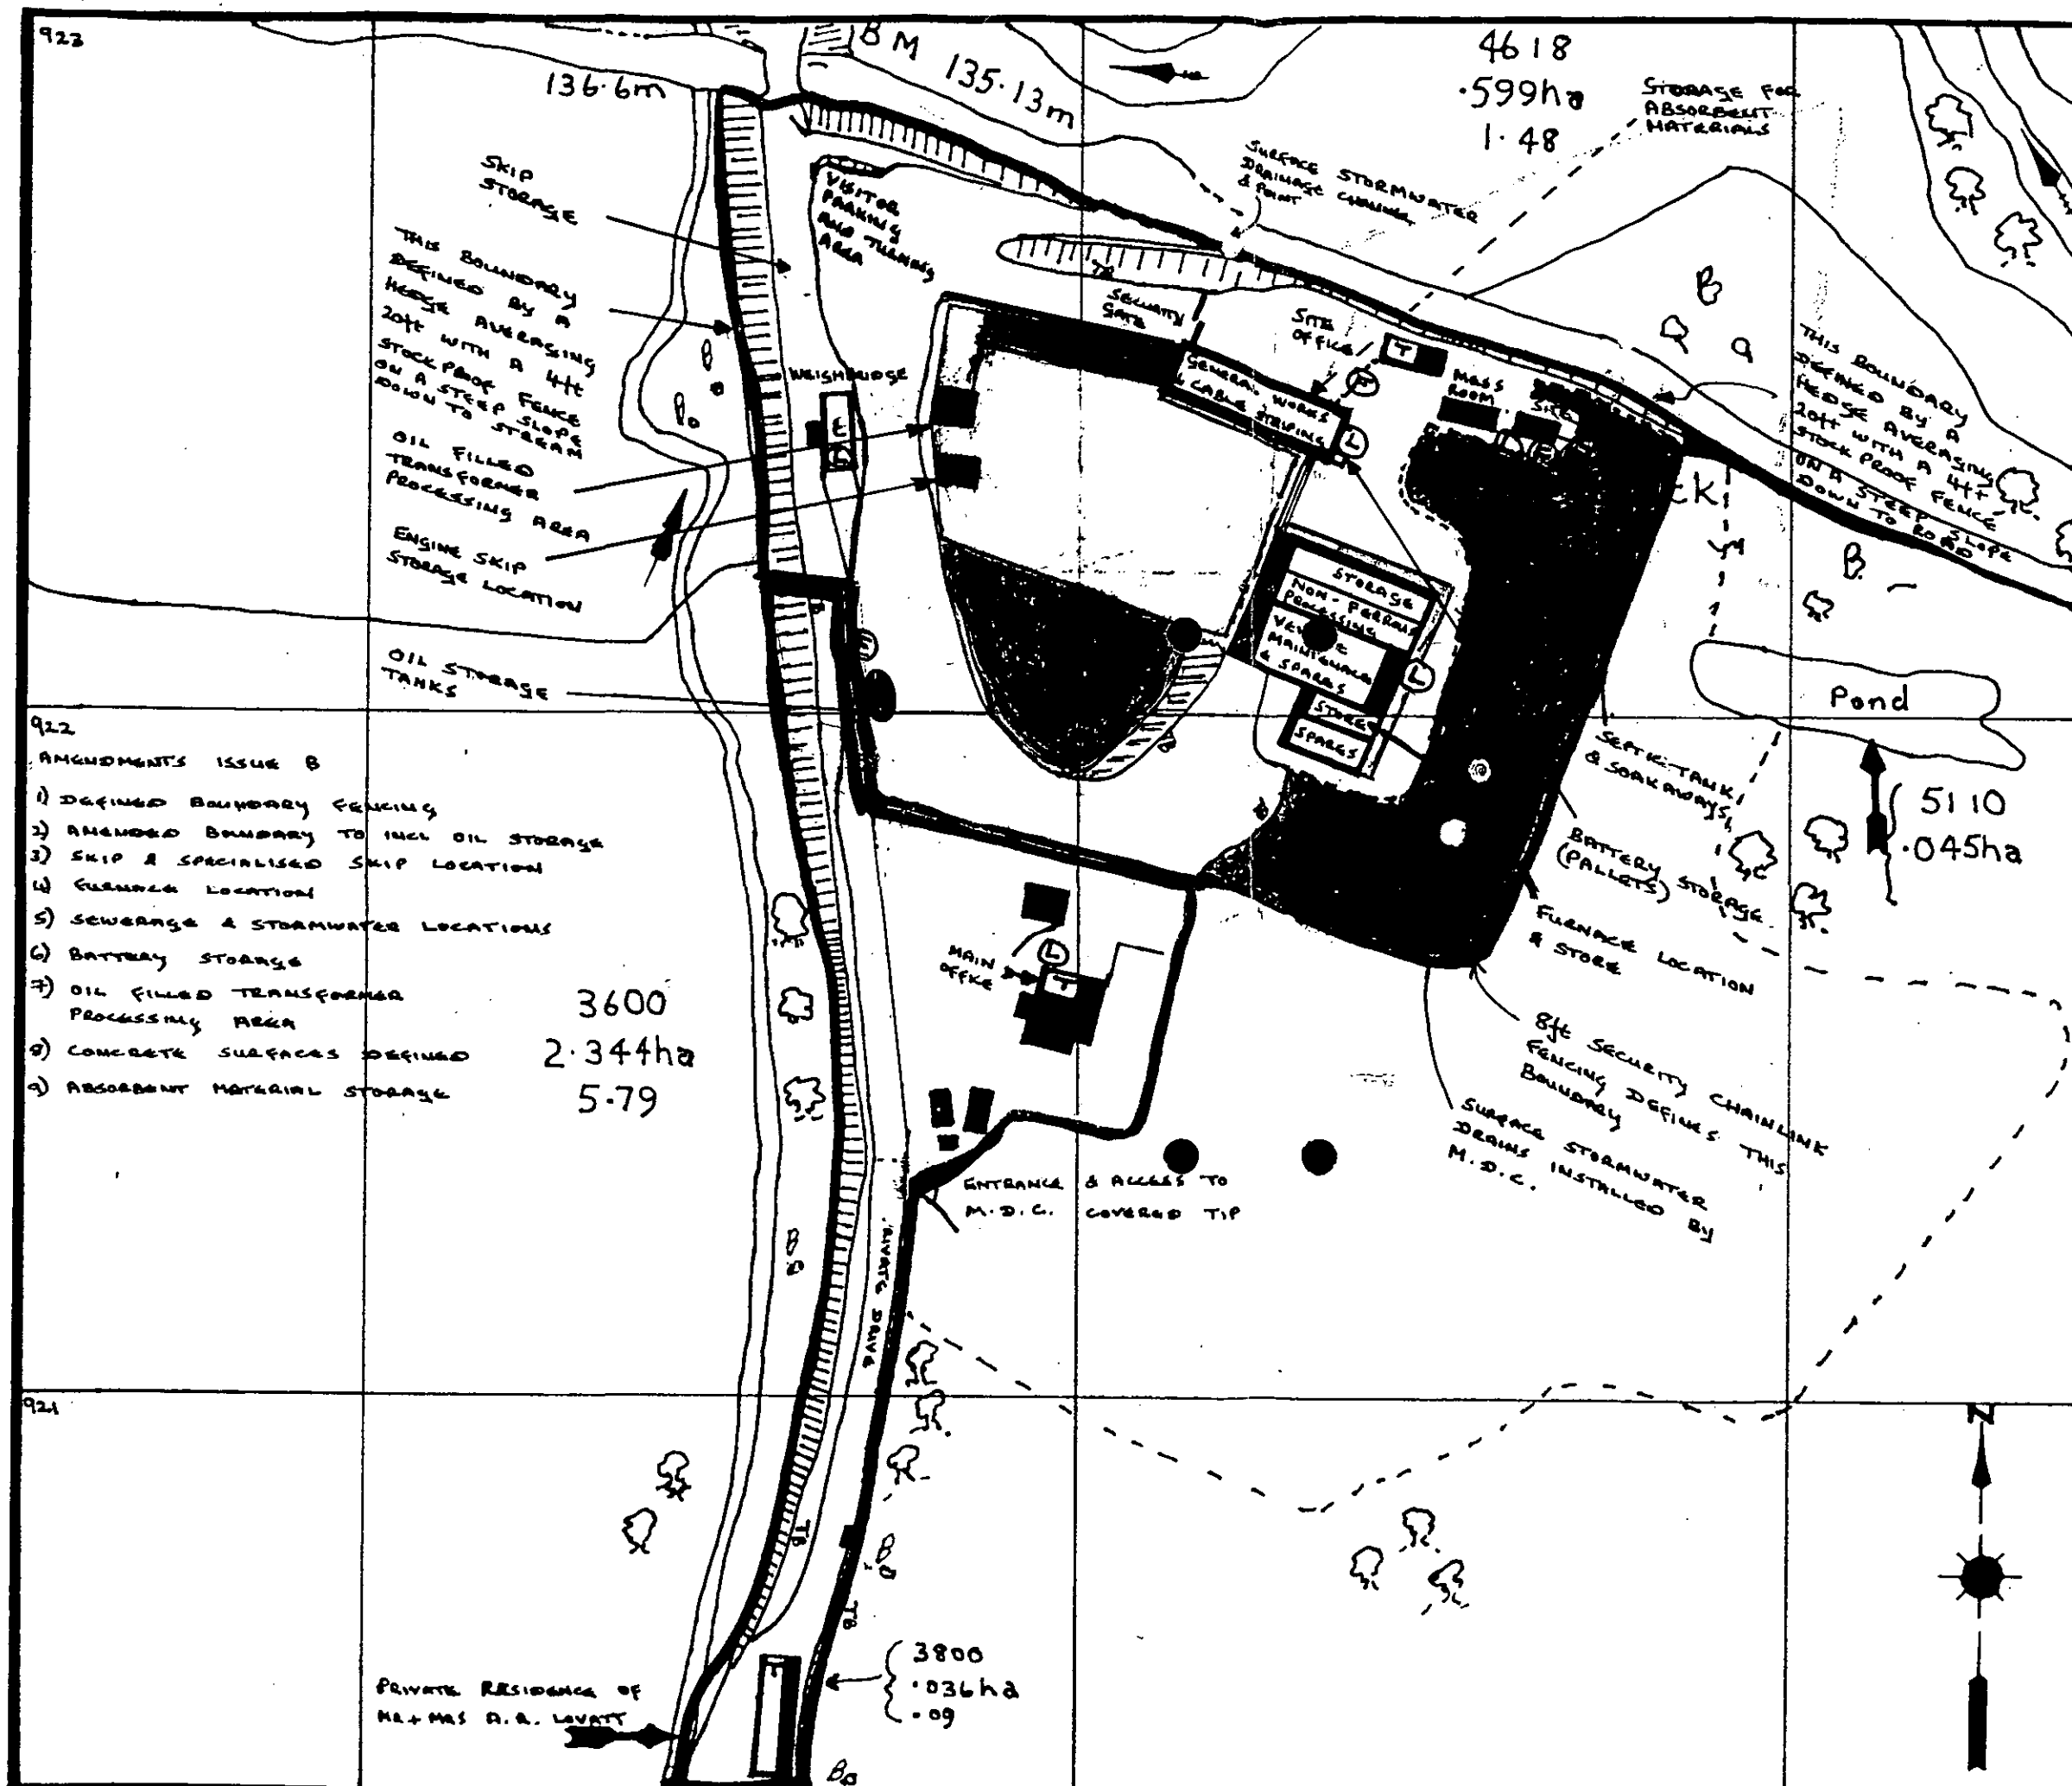 923
136.6m
BM 135.13m
4618
.599ha
1.48
STORAGE FOR
ABSORBENT
MATERIALS
SURFACE STORMWATER
DRAINAGE CHANNEL
& POINT
SKIP
STORAGE
VISITOR
PARKING
AND TURNING
AREA
THIS BOUNDARY
DEFINED BY A
HEDGE AVERAGING
20ft WITH A 4ft
STOCK PROOF FENCE
ON A STEEP SLOPE
DOWN TO STREAM
SECURITY
GATE
SITE
OFFICE
T
MESS
ROOM
SITE
GENERAL WORKS
& CABLE STRIPING
L
WEIGHBRIDGE
E
THIS BOUNDARY
DEFINED BY A
HEDGE AVERAGING
20ft WITH A 4ft
STOCK PROOF FENCE
ON A STEEP SLOPE
DOWN TO ROAD
OIL FILLED
TRANSFORMER
PROCESSING AREA
ENGINE SKIP
STORAGE LOCATION
OIL STORAGE
TANKS
STORAGE
NON-FERROUS
PROCESSING
MAINTENANCE
& SPARES
L
STORES
SPARES
Pond
5110
.045ha
SEPTIC TANK
& SOAKAWAYS
BATTERY STORAGE
(PALLETS)
FURNACE LOCATION
& STORE
8ft SECURITY CHAINLINK
FENCING DEFINES THIS
BOUNDARY
SURFACE STORMWATER
DRAINS INSTALLED BY
M.D.C.
922
AMENDMENTS ISSUE B
1) DEFINED BOUNDARY FENCING
2) AMENDED BOUNDARY TO INCL OIL STORAGE
3) SKIP & SPECIALISED SKIP LOCATION
4) FURNACE LOCATION
5) SEWERAGE & STORMWATER LOCATIONS
6) BATTERY STORAGE
7) OIL FILLED TRANSFORMER
PROCESSING AREA
8) CONCRETE SURFACES DEFINED
9) ABSORBENT MATERIAL STORAGE
3600
2.344ha
5.79
MAIN
OFFICE
L
T
ENTRANCE & ACCESS TO
M.D.C. COVERED TIP
PRIVATE DRIVE
921
N
TB
TB
3800
.036ha
.09
PRIVATE RESIDENCE OF
MR + MRS A.R. LOVATT